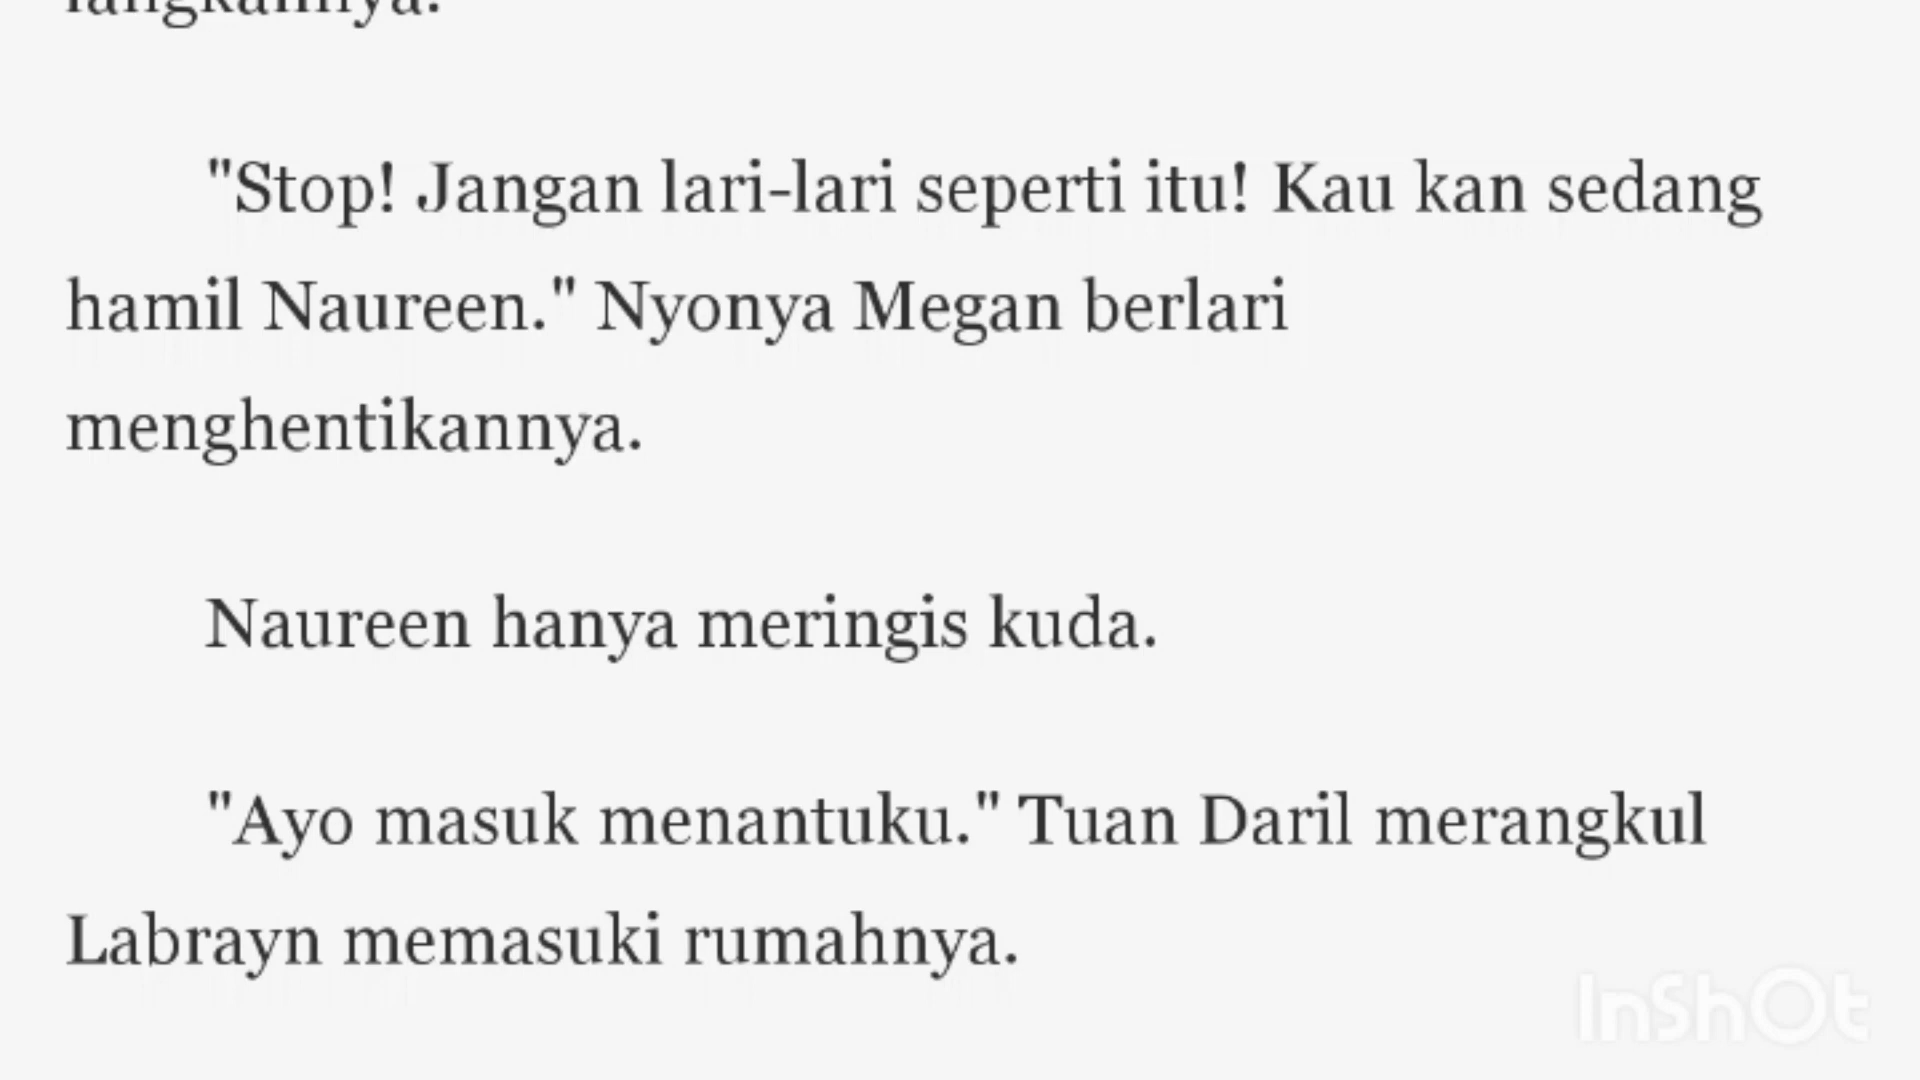 langkahnya.
"Stop! Jangan lari-lari seperti itu! Kau kan sedang
hamil Naureen." Nyonya Megan berlari
menghentikannya.
Naureen hanya meringis kuda.
"Ayo masuk menantuku." Tuan Daril merangkul
Labrayn memasuki rumahnya.
InShOt